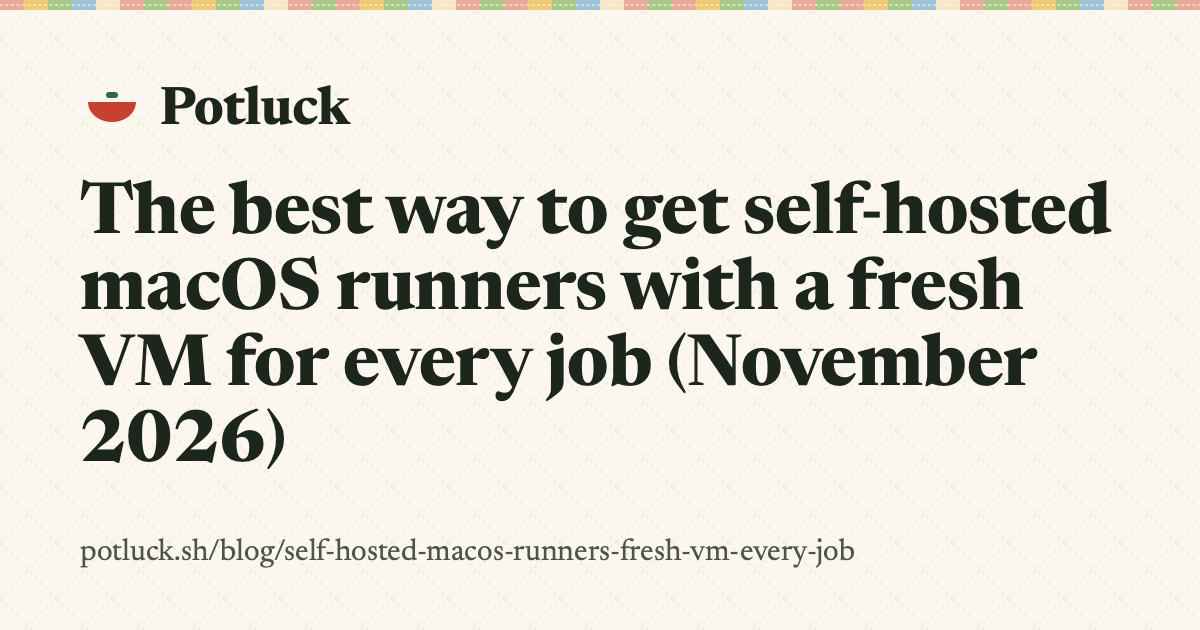 Potluck
The best way to get self-hosted
macOS runners with a fresh
VM for every job (November
2026)
potluck.sh/blog/self-hosted-macos-runners-fresh-vm-every-job